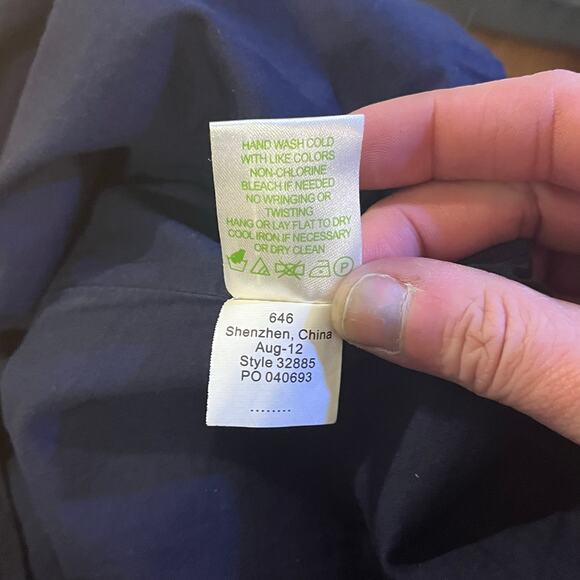 HAND WASH COLD
WITH LIKE COLORS
NON-CHLORINE
BLEACH IF NEEDED
NO WRINGING OR
TWISTING
HANG OR LAY FLAT TO DRY
COOL IRON IF NECESSARY
OR DRY CLEAN
P
646
Shenzhen, China
Aug-12
Style 32885
PO 040693
........